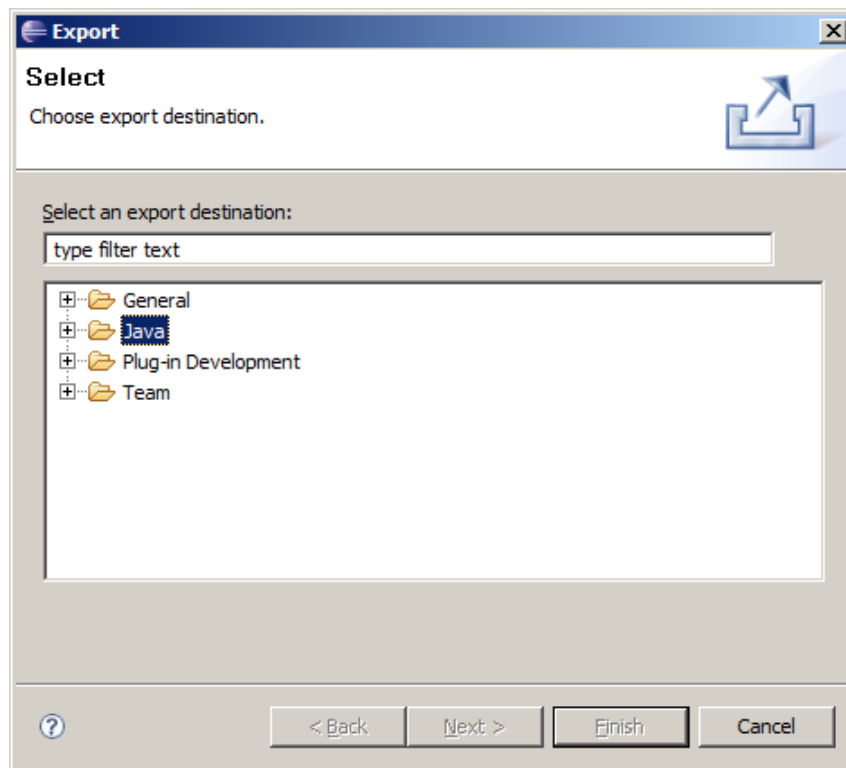 Export
Select
Choose export destination.
Select an export destination:
type filter text
General
Java
Plug-in Development
Team
? < Back Next > Finish Cancel